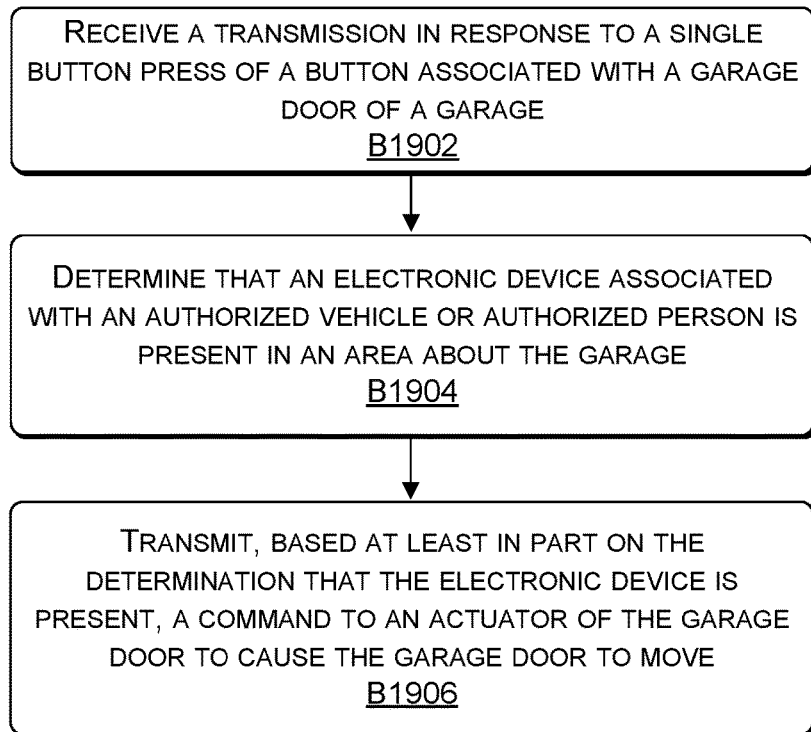 RECEIVE A TRANSMISSION IN RESPONSE TO A SINGLE
BUTTON PRESS OF A BUTTON ASSOCIATED WITH A GARAGE
DOOR OF A GARAGE
B1902
DETERMINE THAT AN ELECTRONIC DEVICE ASSOCIATED
WITH AN AUTHORIZED VEHICLE OR AUTHORIZED PERSON IS
PRESENT IN AN AREA ABOUT THE GARAGE
B1904
TRANSMIT, BASED AT LEAST IN PART ON THE
DETERMINATION THAT THE ELECTRONIC DEVICE IS
PRESENT, A COMMAND TO AN ACTUATOR OF THE GARAGE
DOOR TO CAUSE THE GARAGE DOOR TO MOVE
B1906